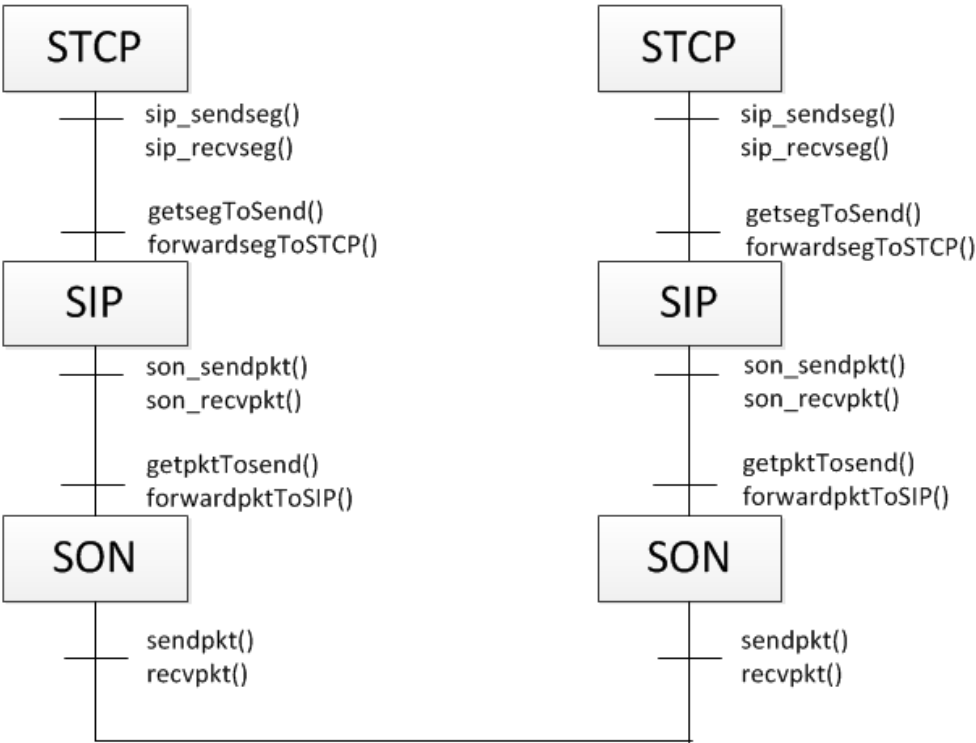 STCP
sip_sendseg()
sip_recvseg()
getsegToSend()
forwardsegToSTCP()
SIP
son_sendpkt()
son_recvpkt()
getpktTosend()
forwardpktToSIP()
SON
sendpkt()
recvpkt()
STCP
sip_sendseg()
sip_recvseg()
getsegToSend()
forwardsegToSTCP()
SIP
son_sendpkt()
son_recvpkt()
getpktTosend()
forwardpktToSIP()
SON
sendpkt()
recvpkt()